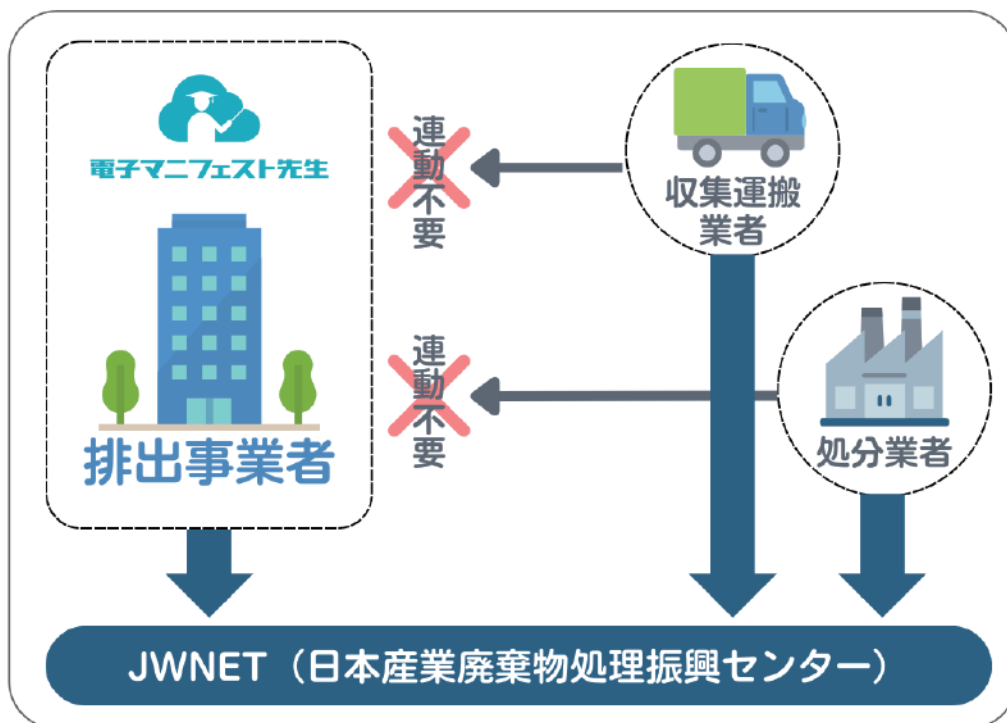 電子マニフェスト先生
排出事業者
連動不要
収集運搬
業者
連動不要
処分業者
JWNET（日本産業廃棄物処理振興センター）